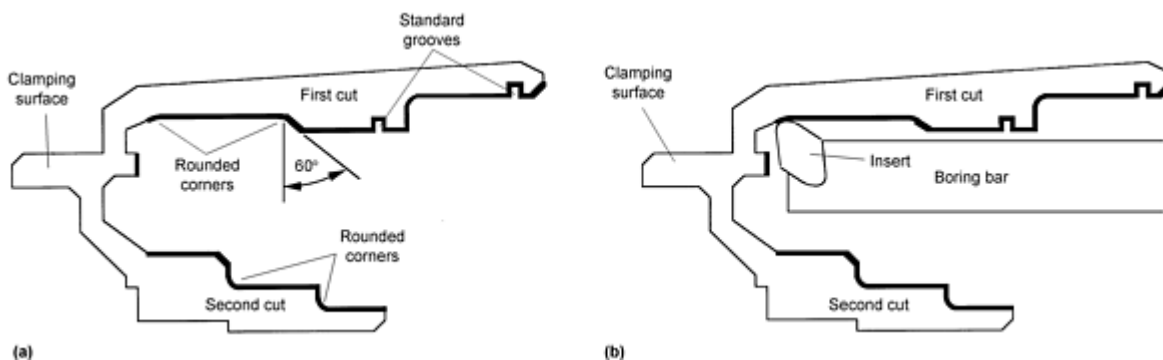 Standard
grooves
Clamping
surface
First cut
Rounded
corners
60°
Rounded
corners
Second cut
(a)
Clamping
surface
First cut
Insert
Boring bar
Second cut
(b)